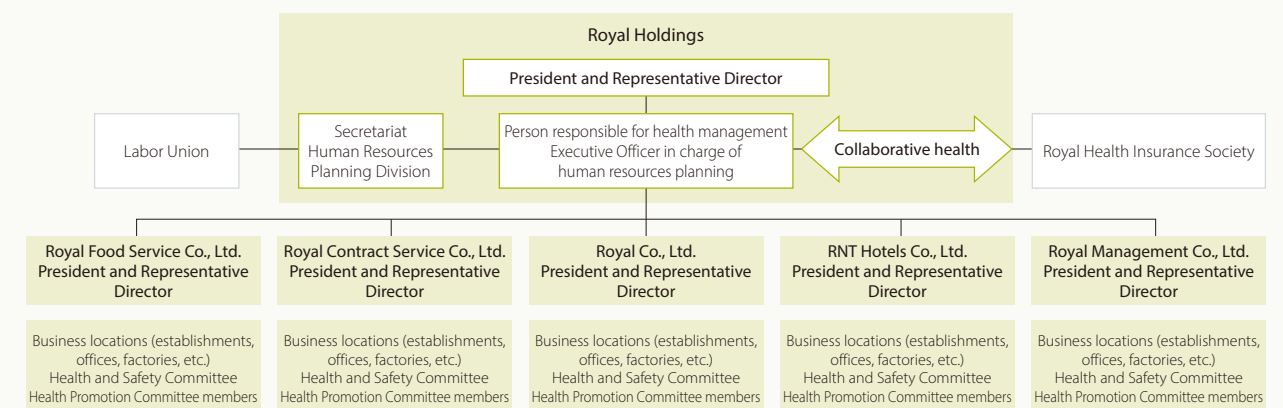 Royal Holdings
President and Representative Director
Labor Union
Secretariat
Human Resources
Planning Division
Person responsible for health management
Executive Officer in charge of
human resources planning
Collaborative health
Royal Health Insurance Society
Royal Food Service Co., Ltd.
President and Representative
Director
Royal Contract Service Co., Ltd.
President and Representative
Director
Royal Co., Ltd.
President and Representative
Director
RNT Hotels Co., Ltd.
President and Representative
Director
Royal Management Co., Ltd.
President and Representative
Director
Business locations (establishments,
offices, factories, etc.)
Health and Safety Committee
Health Promotion Committee members
Business locations (establishments,
offices, factories, etc.)
Health and Safety Committee
Health Promotion Committee members
Business locations (establishments,
offices, factories, etc.)
Health and Safety Committee
Health Promotion Committee members
Business locations (establishments,
offices, factories, etc.)
Health and Safety Committee
Health Promotion Committee members
Business locations (establishments,
offices, factories, etc.)
Health and Safety Committee
Health Promotion Committee members